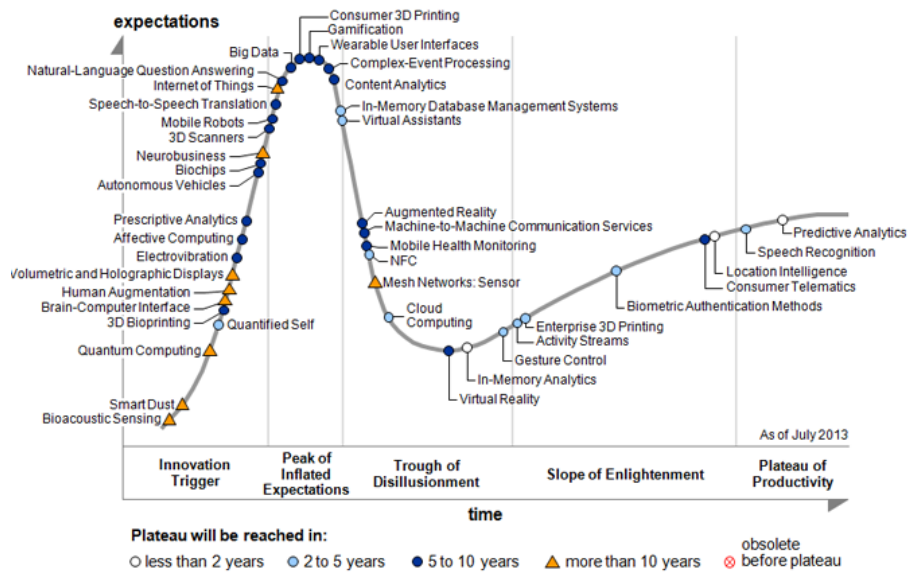 expectations
Consumer 3D Printing
Gamification
Wearable User Interfaces
Big Data
Complex-Event Processing
Natural-Language Question Answering
Content Analytics
Internet of Things
In-Memory Database Management Systems
Speech-to-Speech Translation
Virtual Assistants
Mobile Robots
3D Scanners
Neurobusiness
Biochips
Autonomous Vehicles
Prescriptive Analytics
Affective Computing
Electrovibration
Volumetric and Holographic Displays
Human Augmentation
Brain-Computer Interface
3D Bioprinting
Quantified Self
Quantum Computing
Smart Dust
Bioacoustic Sensing
Augmented Reality
Machine-to-Machine Communication Services
Mobile Health Monitoring
NFC
Mesh Networks: Sensor
Cloud
Computing
Virtual Reality
In-Memory Analytics
Gesture Control
Activity Streams
Enterprise 3D Printing
Biometric Authentication Methods
Consumer Telematics
Location Intelligence
Speech Recognition
Predictive Analytics
As of July 2013
Innovation
Trigger
Peak of
Inflated
Expectations
Trough of
Disillusionment
Slope of Enlightenment
Plateau of
Productivity
time
Plateau will be reached in:
less than 2 years
2 to 5 years
5 to 10 years
more than 10 years
obsolete
before plateau